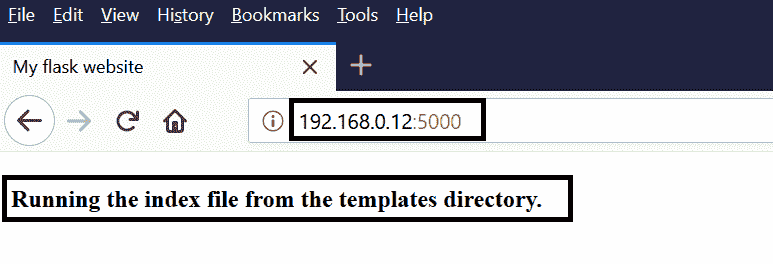 File Edit View History Bookmarks Tools Help
My flask website
192.168.0.12:5000
Running the index file from the templates directory.